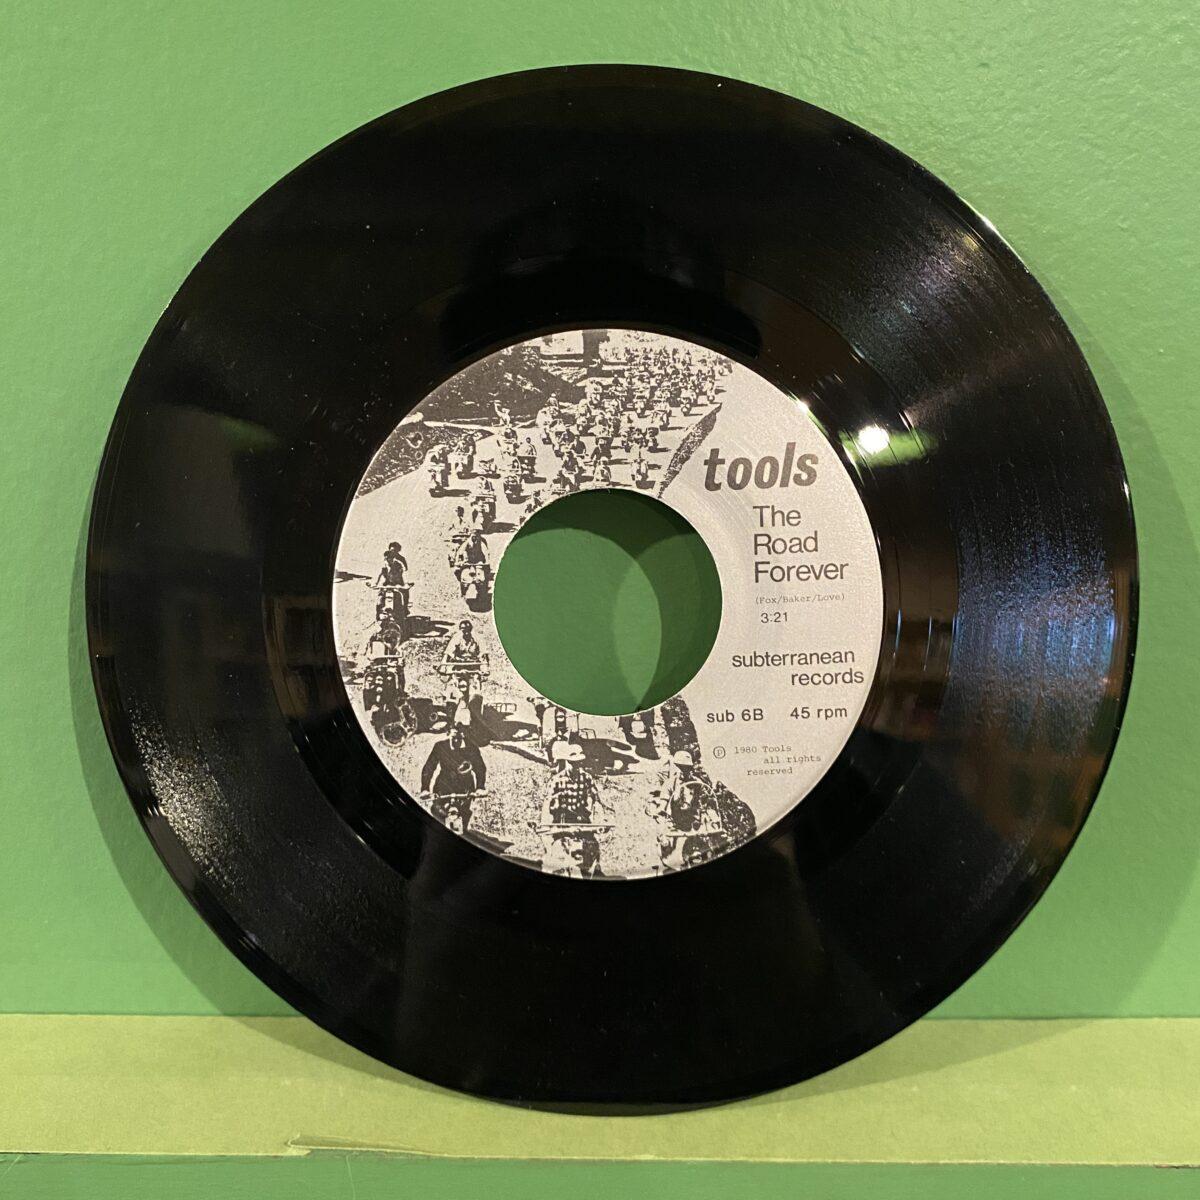 tools
The
Road
Forever
(Fox/Baker/Love)
3:21
subterranean
records
sub 6B 45 rpm
℗ 1980 Tools
all rights
reserved